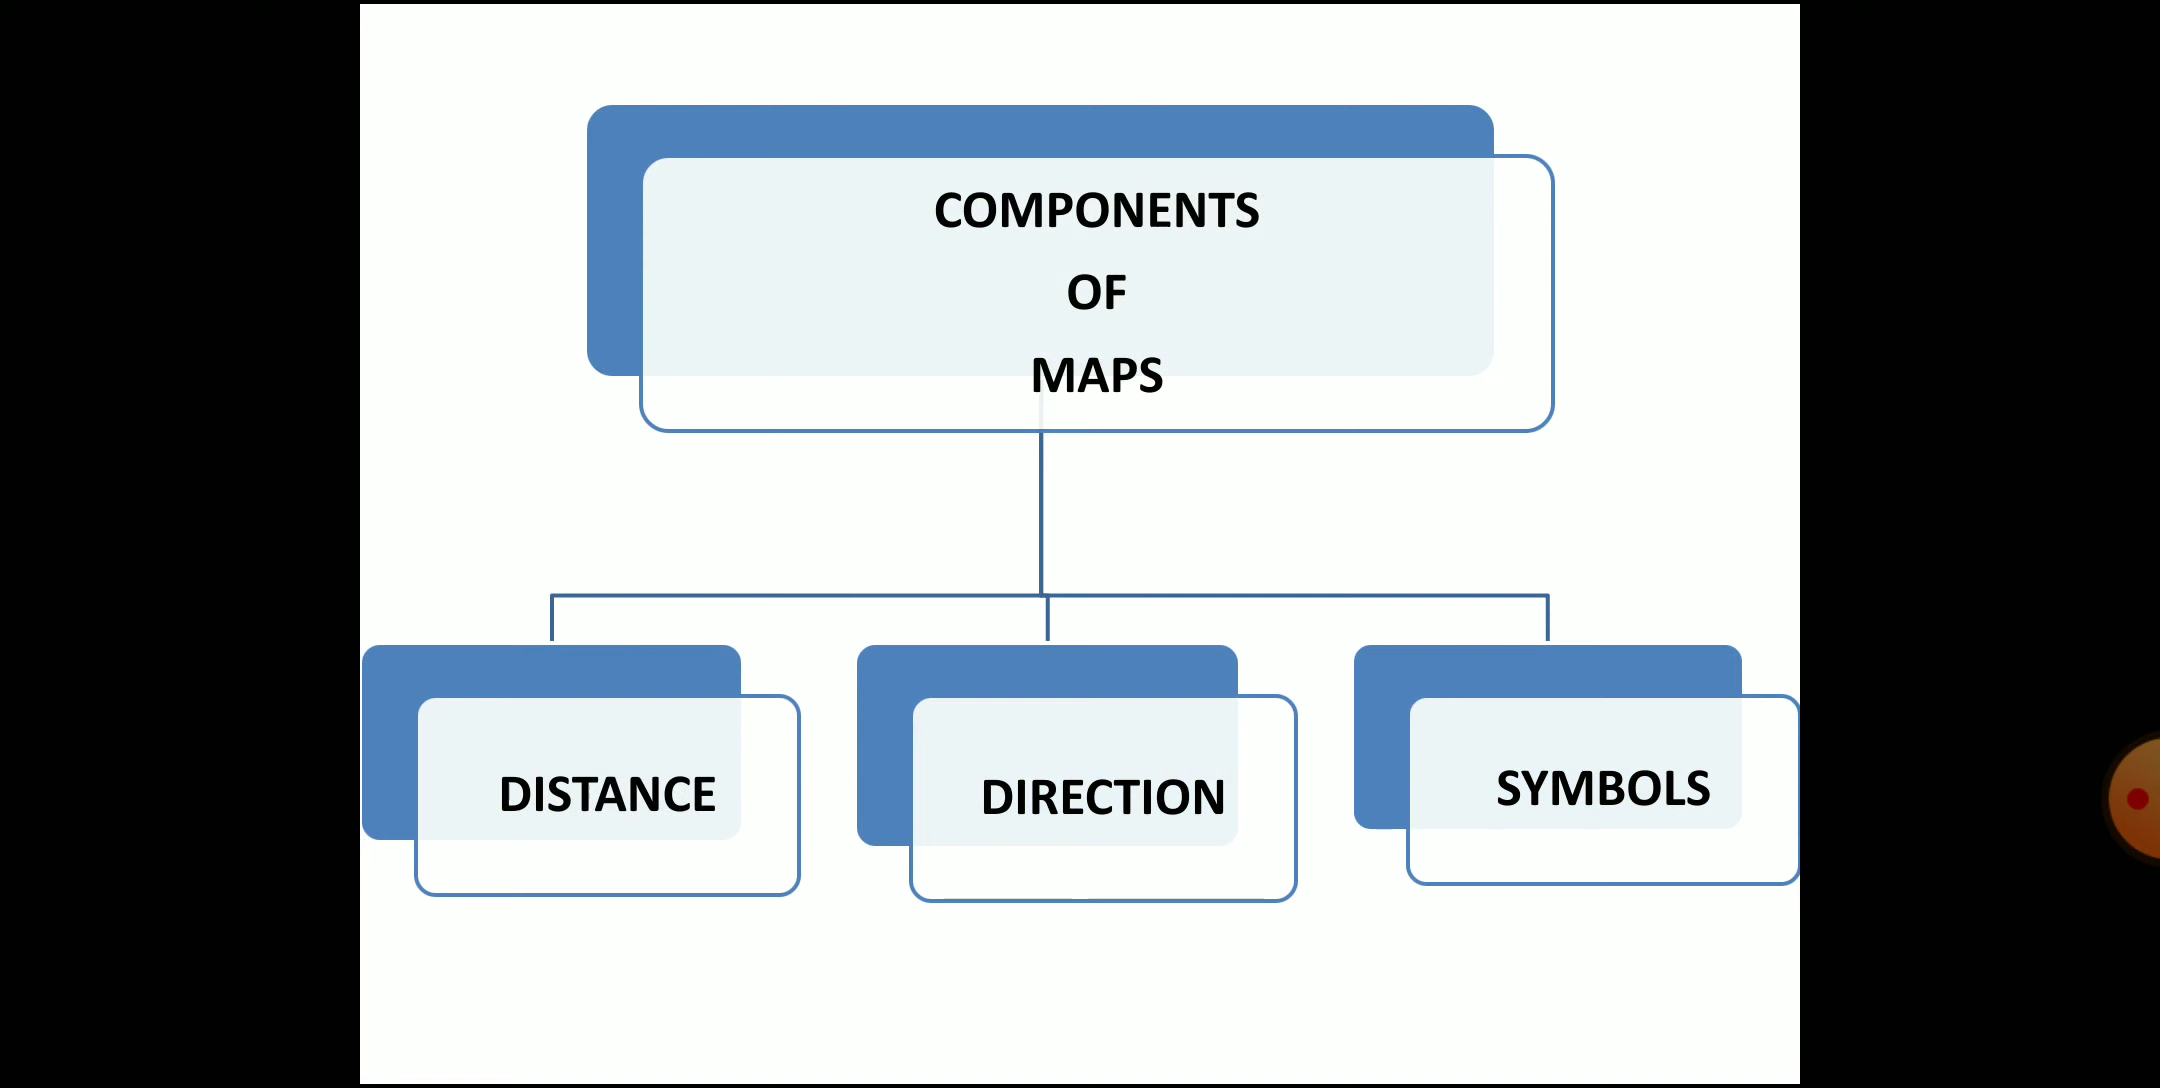 COMPONENTS
OF
MAPS
DISTANCE
DIRECTION
SYMBOLS